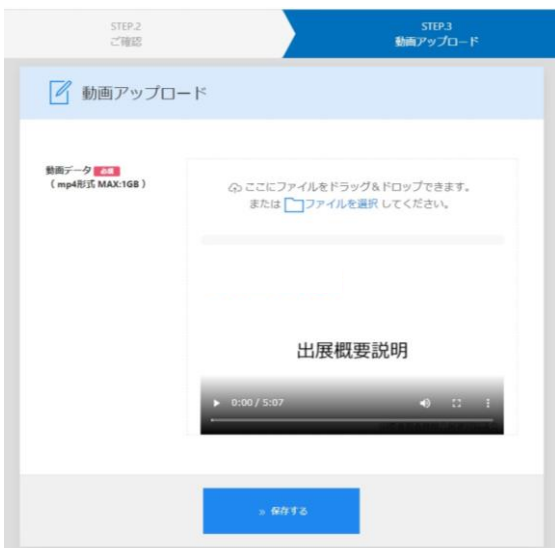 STEP.2
ご確認
STEP.3
動画アップロード
動画アップロード
動画データ 必須
( mp4形式 MAX:1GB )
ここにファイルをドラッグ&ドロップできます。
または ファイルを選択 してください。
出展概要説明
0:00 / 5:07
» 保存する